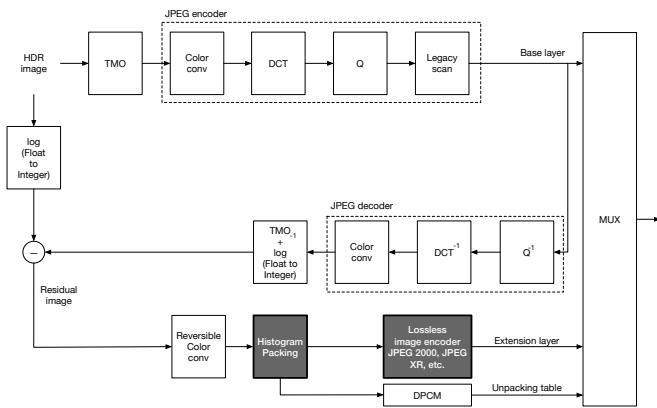 JPEG encoder
HDR
image
TMO
Color
conv
DCT
Q
Legacy
scan
Base layer
MUX
log
(Float
to
Integer)
JPEG decoder
TMO-1
+
log
(Float to
Integer)
Color
conv
DCT-1
Q-1
–
Residual
image
Reversible
Color
conv
Histogram
Packing
Lossless
image encoder
JPEG 2000, JPEG
XR, etc.
Extension layer
DPCM
Unpacking table